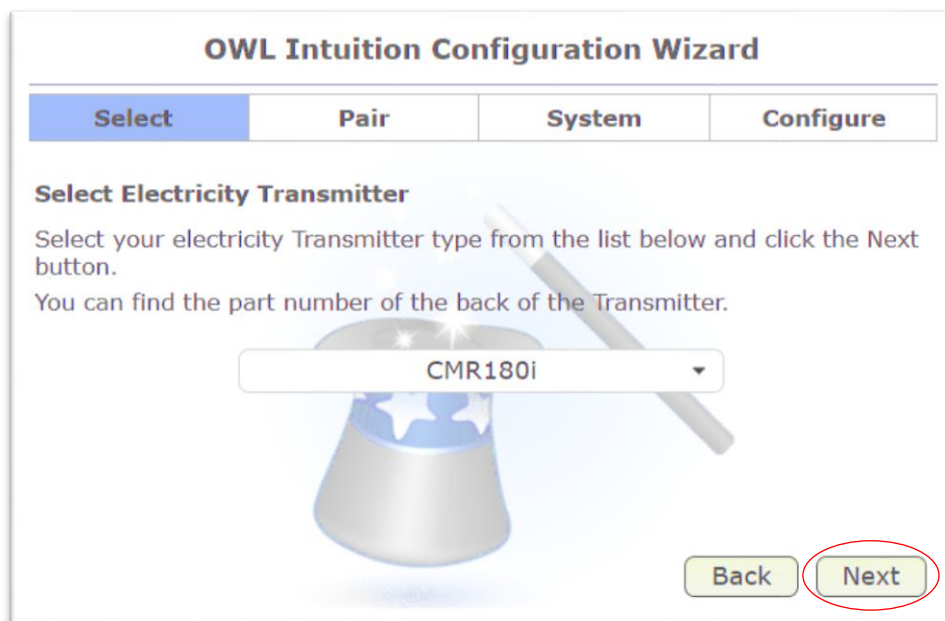 OWL Intuition Configuration Wizard
Select Pair System Configure
Select Electricity Transmitter
Select your electricity Transmitter type from the list below and click the Next
button.
You can find the part number of the back of the Transmitter.
CMR180i
Back Next